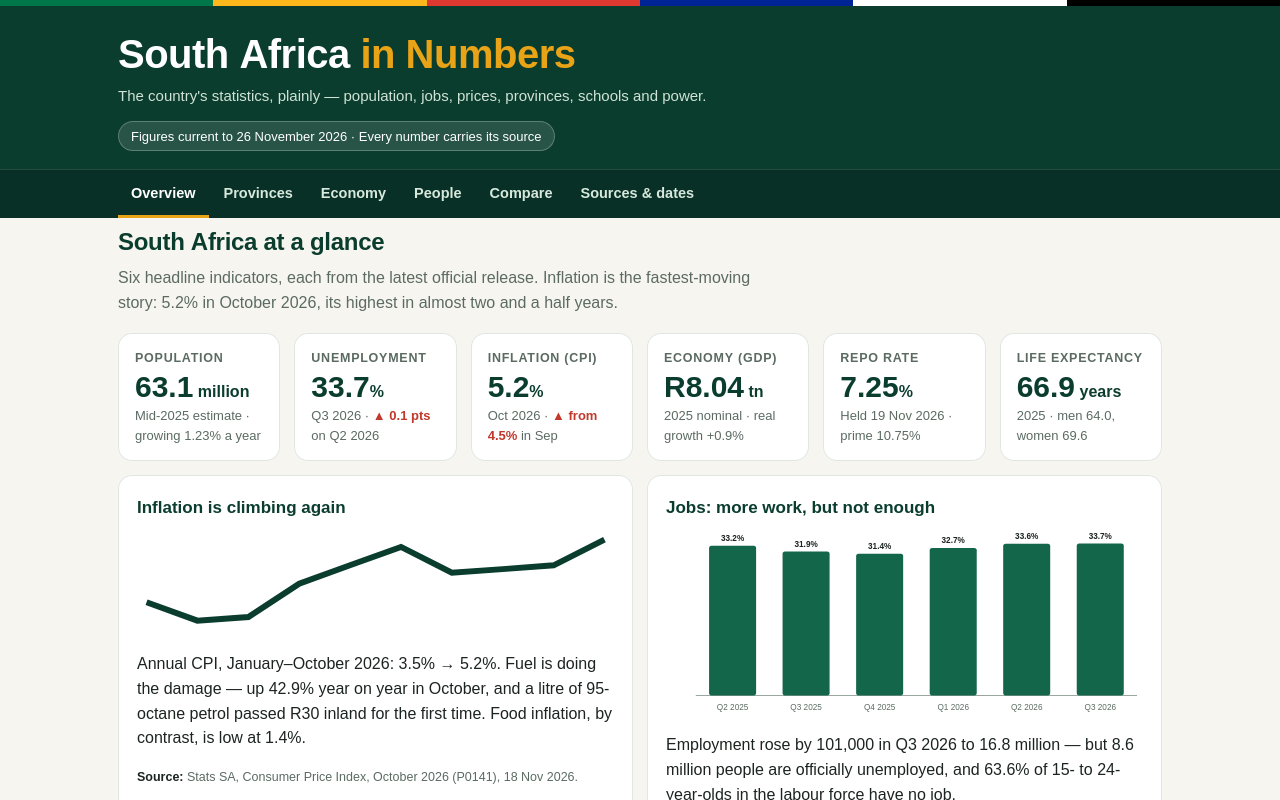 South Africa in Numbers
The country's statistics, plainly — population, jobs, prices, provinces, schools and power.
Figures current to 26 November 2026 · Every number carries its source
Overview Provinces Economy People Compare Sources & dates
South Africa at a glance
Six headline indicators, each from the latest official release. Inflation is the fastest-moving
story: 5.2% in October 2026, its highest in almost two and a half years.
POPULATION
63.1 million
Mid-2025 estimate ·
growing 1.23% a year
UNEMPLOYMENT
33.7%
Q3 2026 · ▲ 0.1 pts
on Q2 2026
INFLATION (CPI)
5.2%
Oct 2026 · ▲ from
4.5% in Sep
ECONOMY (GDP)
R8.04 tn
2025 nominal · real
growth +0.9%
REPO RATE
7.25%
Held 19 Nov 2026 ·
prime 10.75%
LIFE EXPECTANCY
66.9 years
2025 · men 64.0,
women 69.6
Inflation is climbing again
Annual CPI, January–October 2026: 3.5% → 5.2%. Fuel is doing
the damage — up 42.9% year on year in October, and a litre of 95-
octane petrol passed R30 inland for the first time. Food inflation, by
contrast, is low at 1.4%.
Source: Stats SA, Consumer Price Index, October 2026 (P0141), 18 Nov 2026.
Jobs: more work, but not enough
33.2% 31.9% 31.4% 32.7% 33.6% 33.7%
Q2 2025 Q3 2025 Q4 2025 Q1 2026 Q2 2026 Q3 2026
Employment rose by 101,000 in Q3 2026 to 16.8 million — but 8.6
million people are officially unemployed, and 63.6% of 15- to 24-
year-olds in the labour force have no job.